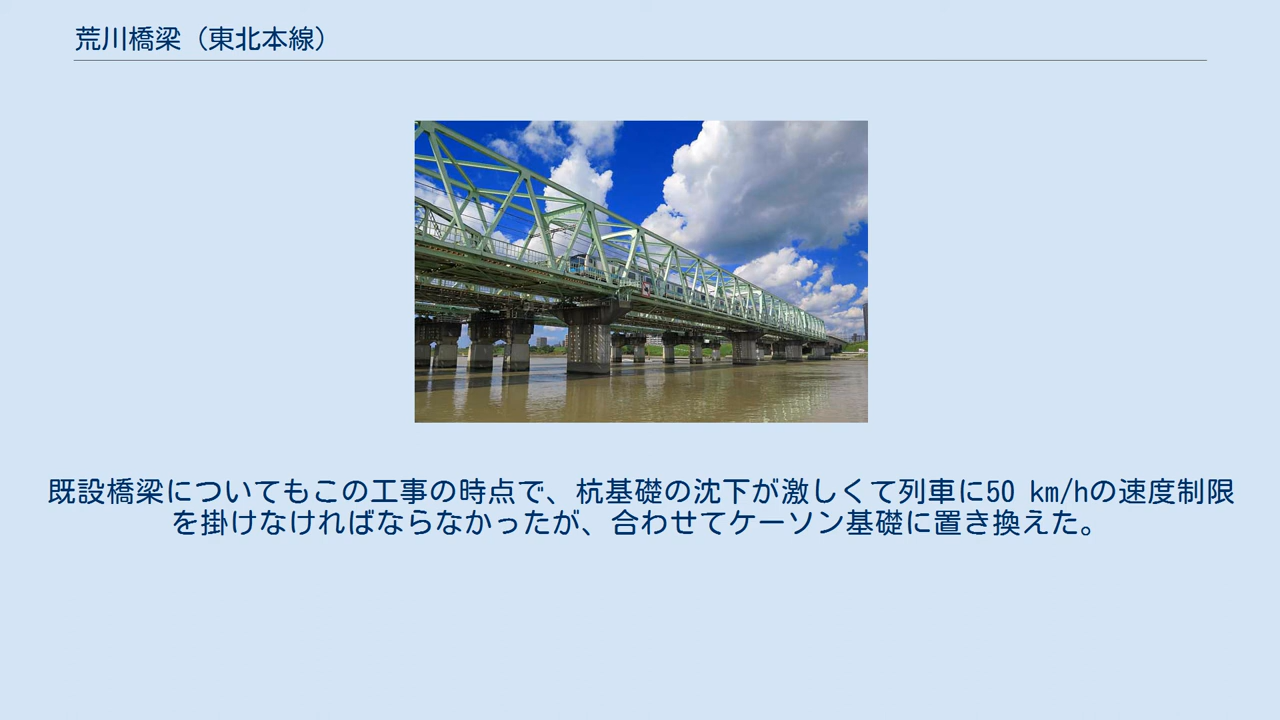 荒川橋梁（東北本線）
既設橋梁についてもこの工事の時点で、杭基礎の沈下が激しくて列車に50 km/hの速度制限
を掛けなければならなかったが、合わせてケーソン基礎に置き換えた。